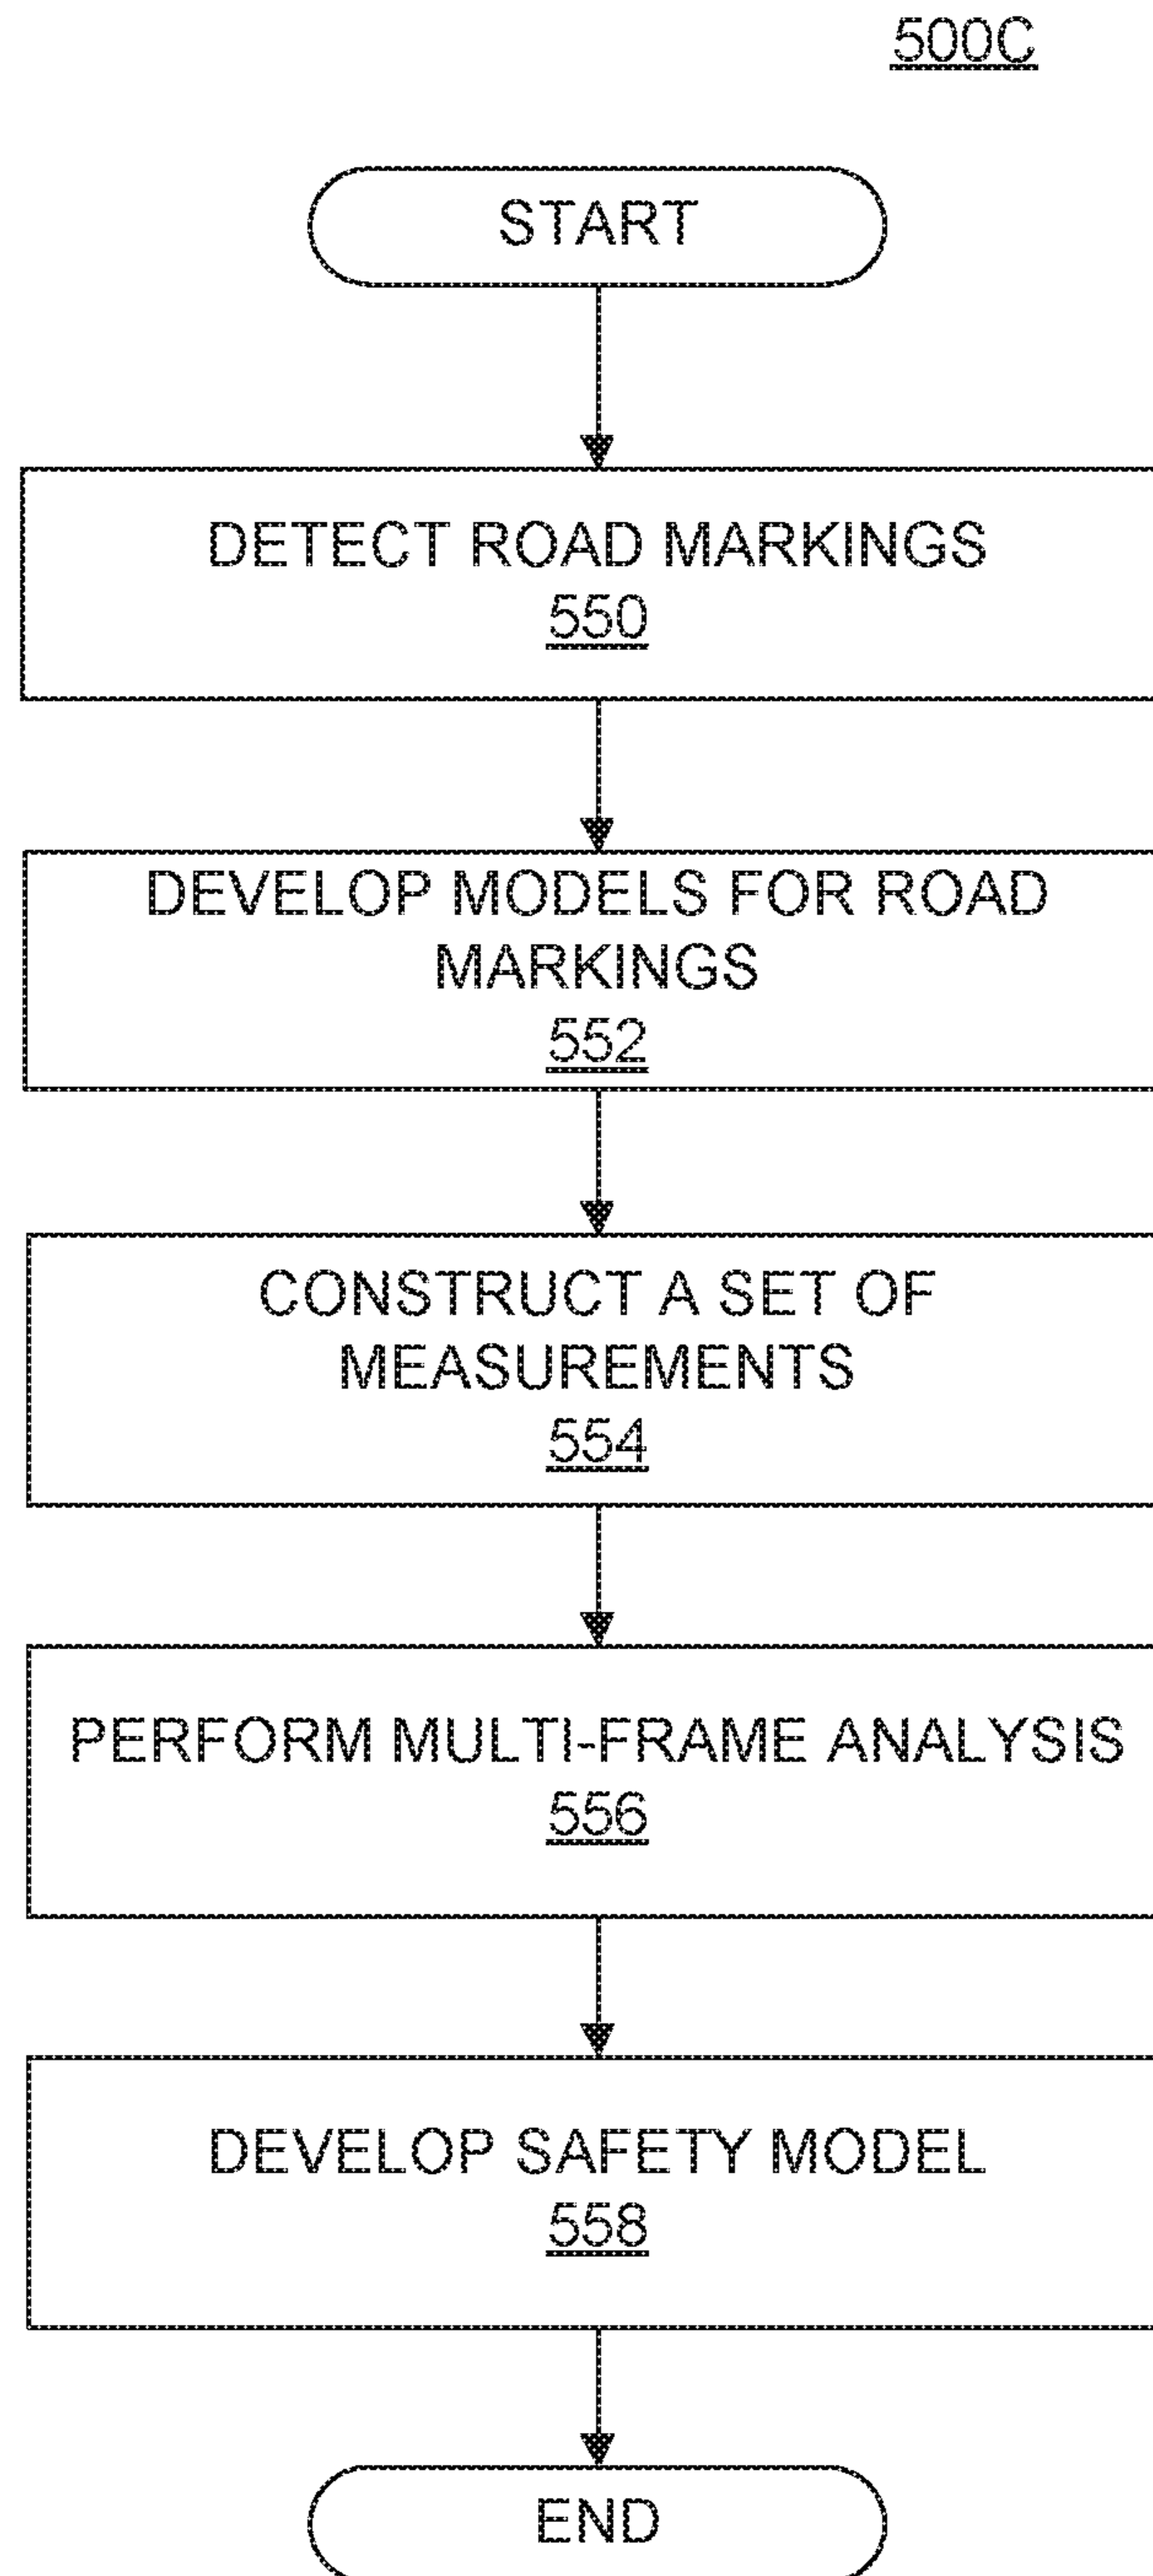 500C
START
DETECT ROAD MARKINGS
550
DEVELOP MODELS FOR ROAD
MARKINGS
552
CONSTRUCT A SET OF
MEASUREMENTS
554
PERFORM MULTI-FRAME ANALYSIS
556
DEVELOP SAFETY MODEL
558
END